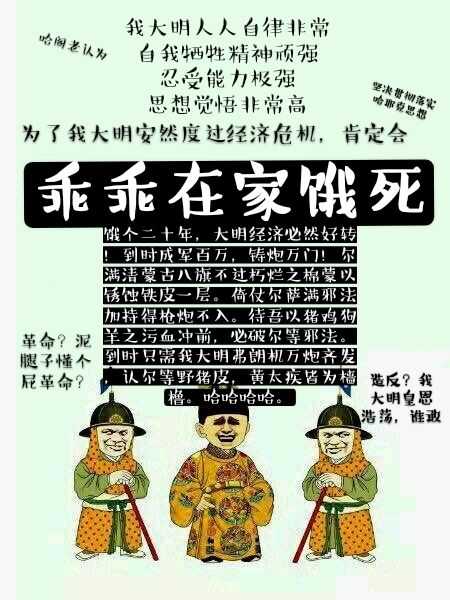 我大明人人自律非常
自我牺牲精神顽强
忍受能力极强
思想觉悟非常高
哈阁老认为
坚决贯彻落实
哈耶克思想
为了我大明安然度过经济危机，肯定会
乖乖在家饿死
饿个二十年，大明经济必然好转
！到时成军百万，铸炮万门！尔
满清蒙古八旗不过朽烂之棉蒙以
锈蚀铁皮一层。倚仗尔萨满邪法
加持得枪炮不入。待吾以猪鸡狗
羊之污血冲前，必破尔等邪法。
到时只需我大明弗朗机万炮齐发
，认尔等野猪皮，黄太疾皆为樯
橹。哈哈哈哈。
革命？泥
腿子懂个
屁革命？
造反？我
大明皇恩
浩荡，谁敢